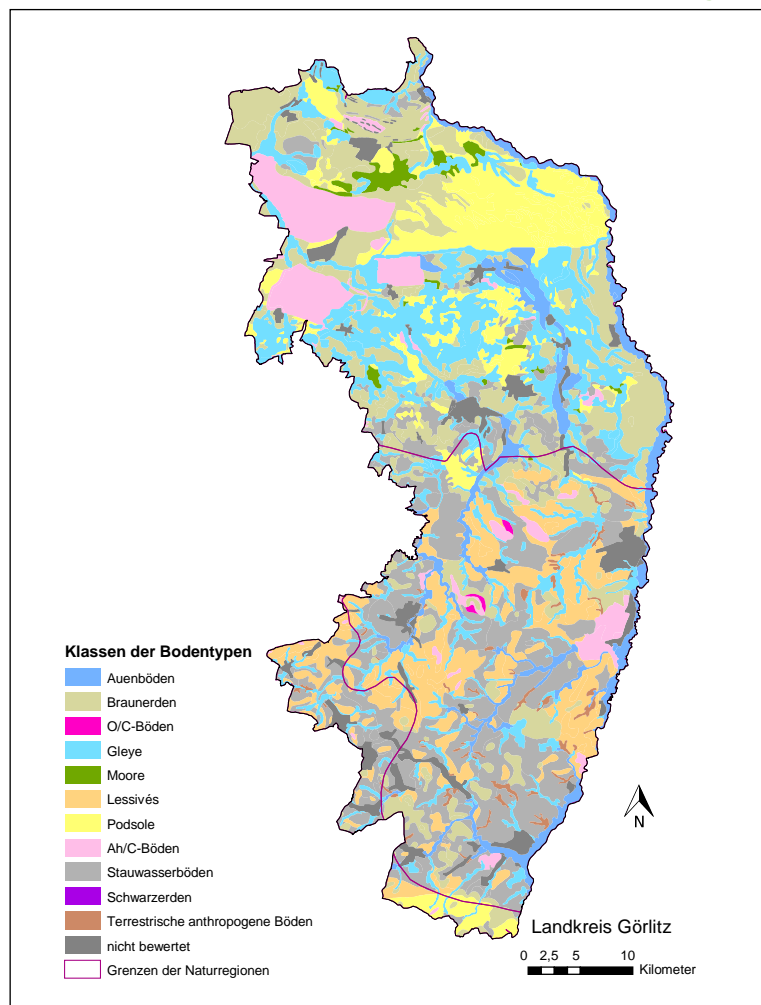 Klassen der Bodentypen
Auenböden
Braunerden
O/C-Böden
Gleye
Moore
Lessivés
Podsole
Ah/C-Böden
Stauwasserböden
Schwarzerden
Terrestrische anthropogene Böden
nicht bewertet
Grenzen der Naturregionen
N
Landkreis Görlitz
0 2,5 5 10
Kilometer